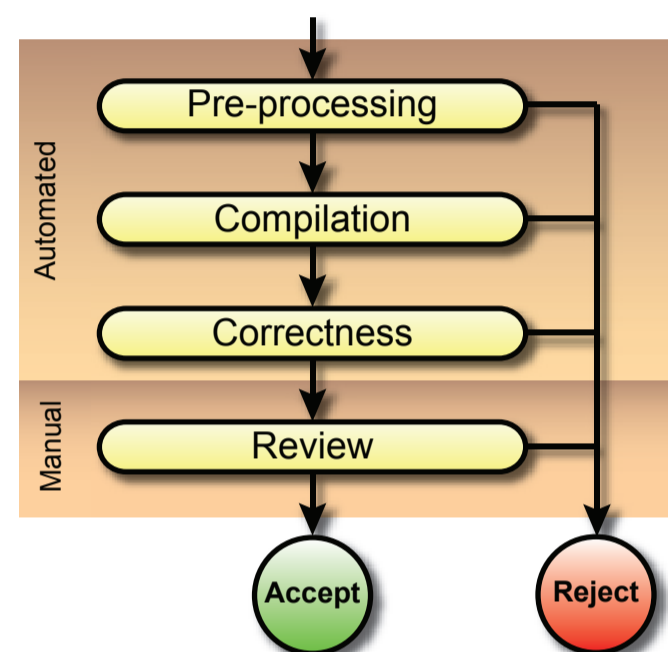 Automated
Pre-processing
Compilation
Correctness
Manual
Review
Accept
Reject